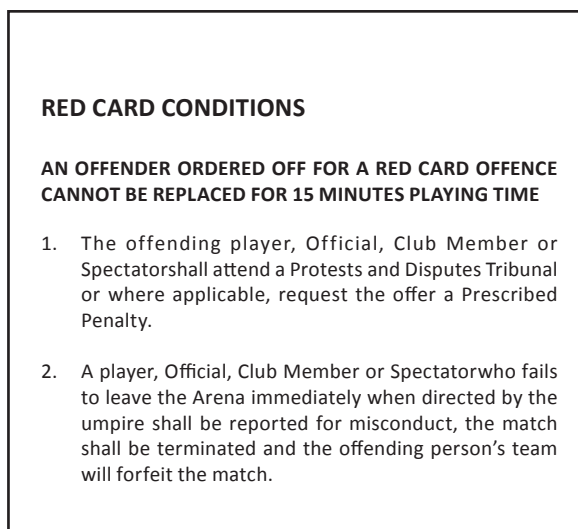 RED CARD CONDITIONS
AN OFFENDER ORDERED OFF FOR A RED CARD OFFENCE
CANNOT BE REPLACED FOR 15 MINUTES PLAYING TIME
1. The offending player, Official, Club Member or
Spectatorshall attend a Protests and Disputes Tribunal
or where applicable, request the offer a Prescribed
Penalty.
2. A player, Official, Club Member or Spectatorwho fails
to leave the Arena immediately when directed by the
umpire shall be reported for misconduct, the match
shall be terminated and the offending person’s team
will forfeit the match.